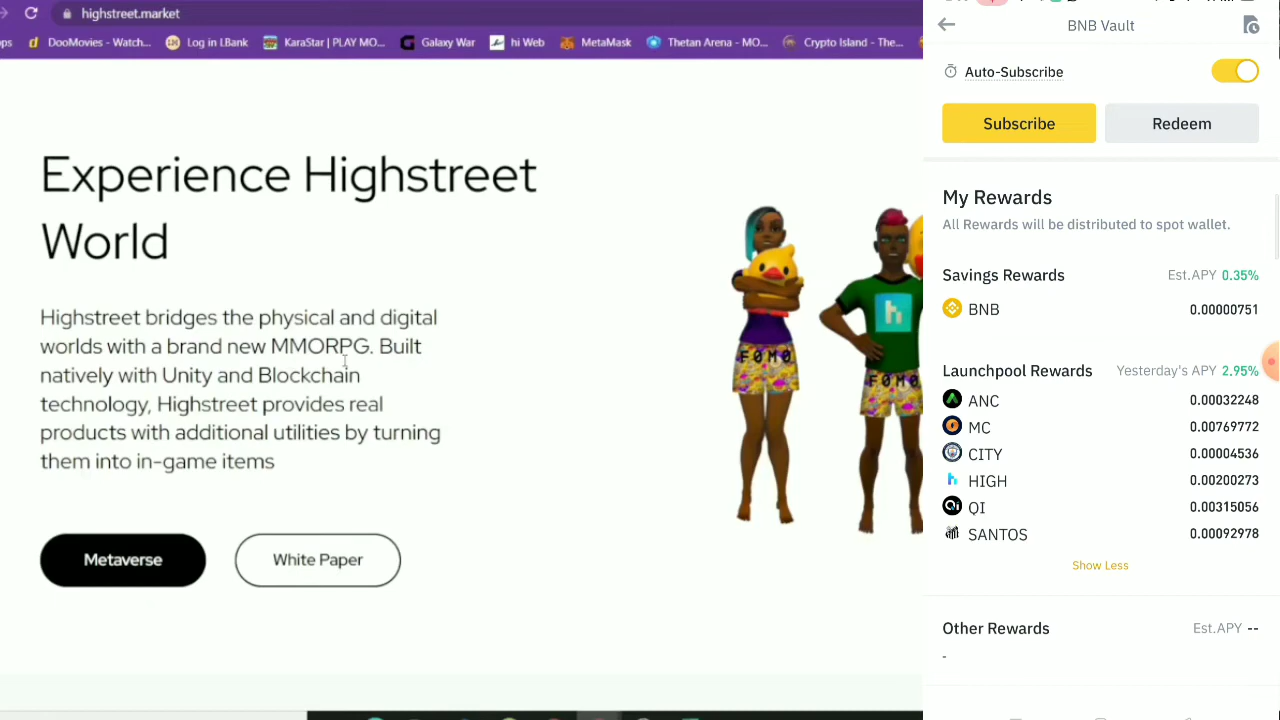 highstreet.market
ps
DooMovies - Watch...
Log in LBank
KaraStar | PLAY MO...
Galaxy War
hi Web
MetaMask
Thetan Arena - MO...
Crypto Island - The...
Experience Highstreet
World
Highstreet bridges the physical and digital
worlds with a brand new MMORPG. Built
natively with Unity and Blockchain
technology, Highstreet provides real
products with additional utilities by turning
them into in-game items
Metaverse
White Paper
FOMO
FOMO
BNB Vault
Auto-Subscribe
Subscribe
Redeem
My Rewards
All Rewards will be distributed to spot wallet.
Savings Rewards
Est.APY 0.35%
BNB
0.00000751
Launchpool Rewards
Yesterday's APY 2.95%
ANC
0.00032248
MC
0.00769772
CITY
0.00004536
HIGH
0.00200273
QI
0.00315056
SANTOS
0.00092978
Show Less
Other Rewards
Est.APY --
-